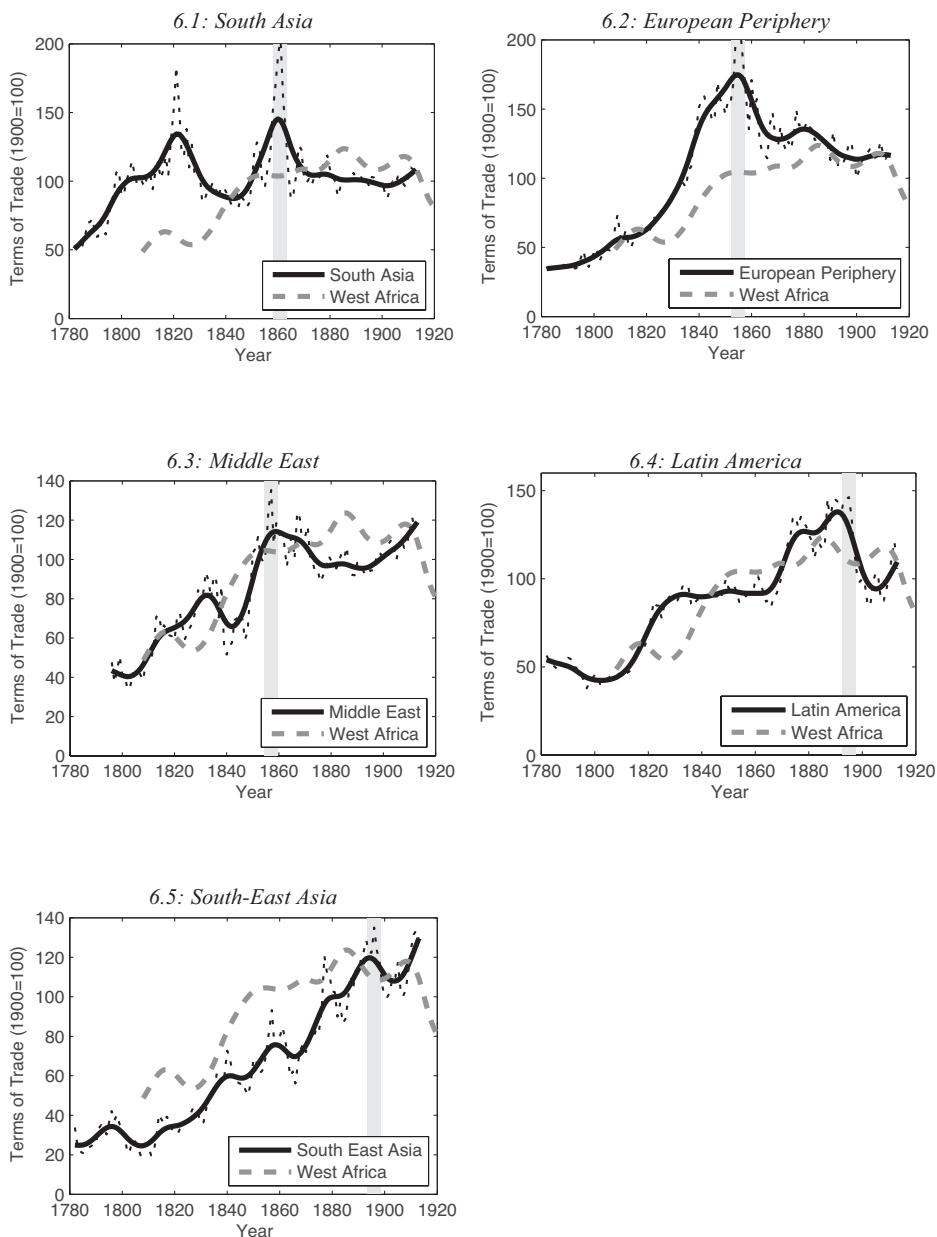 6.1: South Asia
200
150
100
50
0
1780 1800 1820 1840 1860 1880 1900 1920
Terms of Trade (1900=100)
Year
South Asia
West Africa
6.2: European Periphery
200
150
100
50
0
1780 1800 1820 1840 1860 1880 1900 1920
Terms of Trade (1900=100)
Year
European Periphery
West Africa
6.3: Middle East
140
120
100
80
60
40
20
0
1780 1800 1820 1840 1860 1880 1900 1920
Terms of Trade (1900=100)
Year
Middle East
West Africa
6.4: Latin America
150
100
50
0
1780 1800 1820 1840 1860 1880 1900 1920
Terms of Trade (1900=100)
Year
Latin America
West Africa
6.5: South-East Asia
140
120
100
80
60
40
20
0
1780 1800 1820 1840 1860 1880 1900 1920
Terms of Trade (1900=100)
Year
South East Asia
West Africa